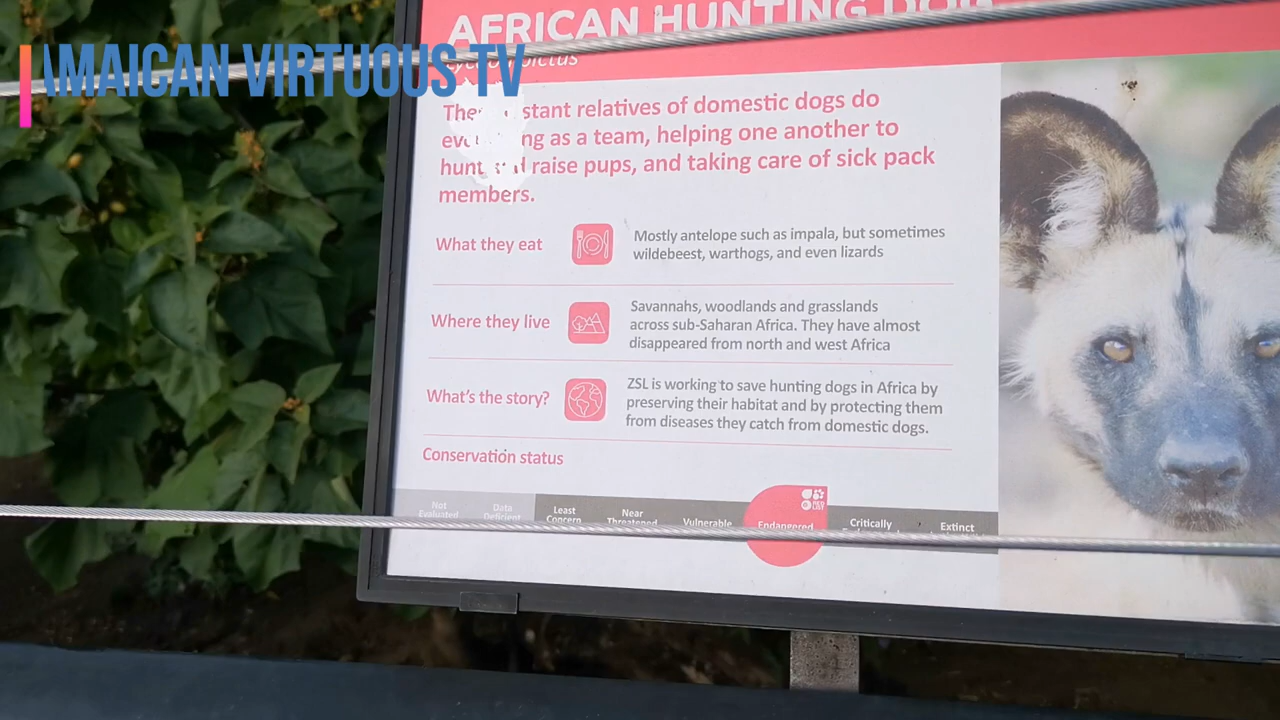 AMAICAN VIRTUOUS TV
AFRICAN HUNTING DOG
stant relatives of domestic dogs do
ng as a team, helping one another to
hunt raise pups, and taking care of sick pack
members.
What they eat
Mostly antelope such as impala, but sometimes
wildebeest, warthogs, and even lizards
Where they live
Savannahs, woodlands and grasslands
across sub-Saharan Africa. They have almost
disappeared from north and west Africa
What's the story?
ZSL is working to save hunting dogs in Africa by
preserving their habitat and by protecting them
from diseases they catch from domestic dogs.
Conservation status
Not Evaluated
Data Deficient
Least Concern
Near Threatened
Vulnerable
Endangered
Critically
Extinct